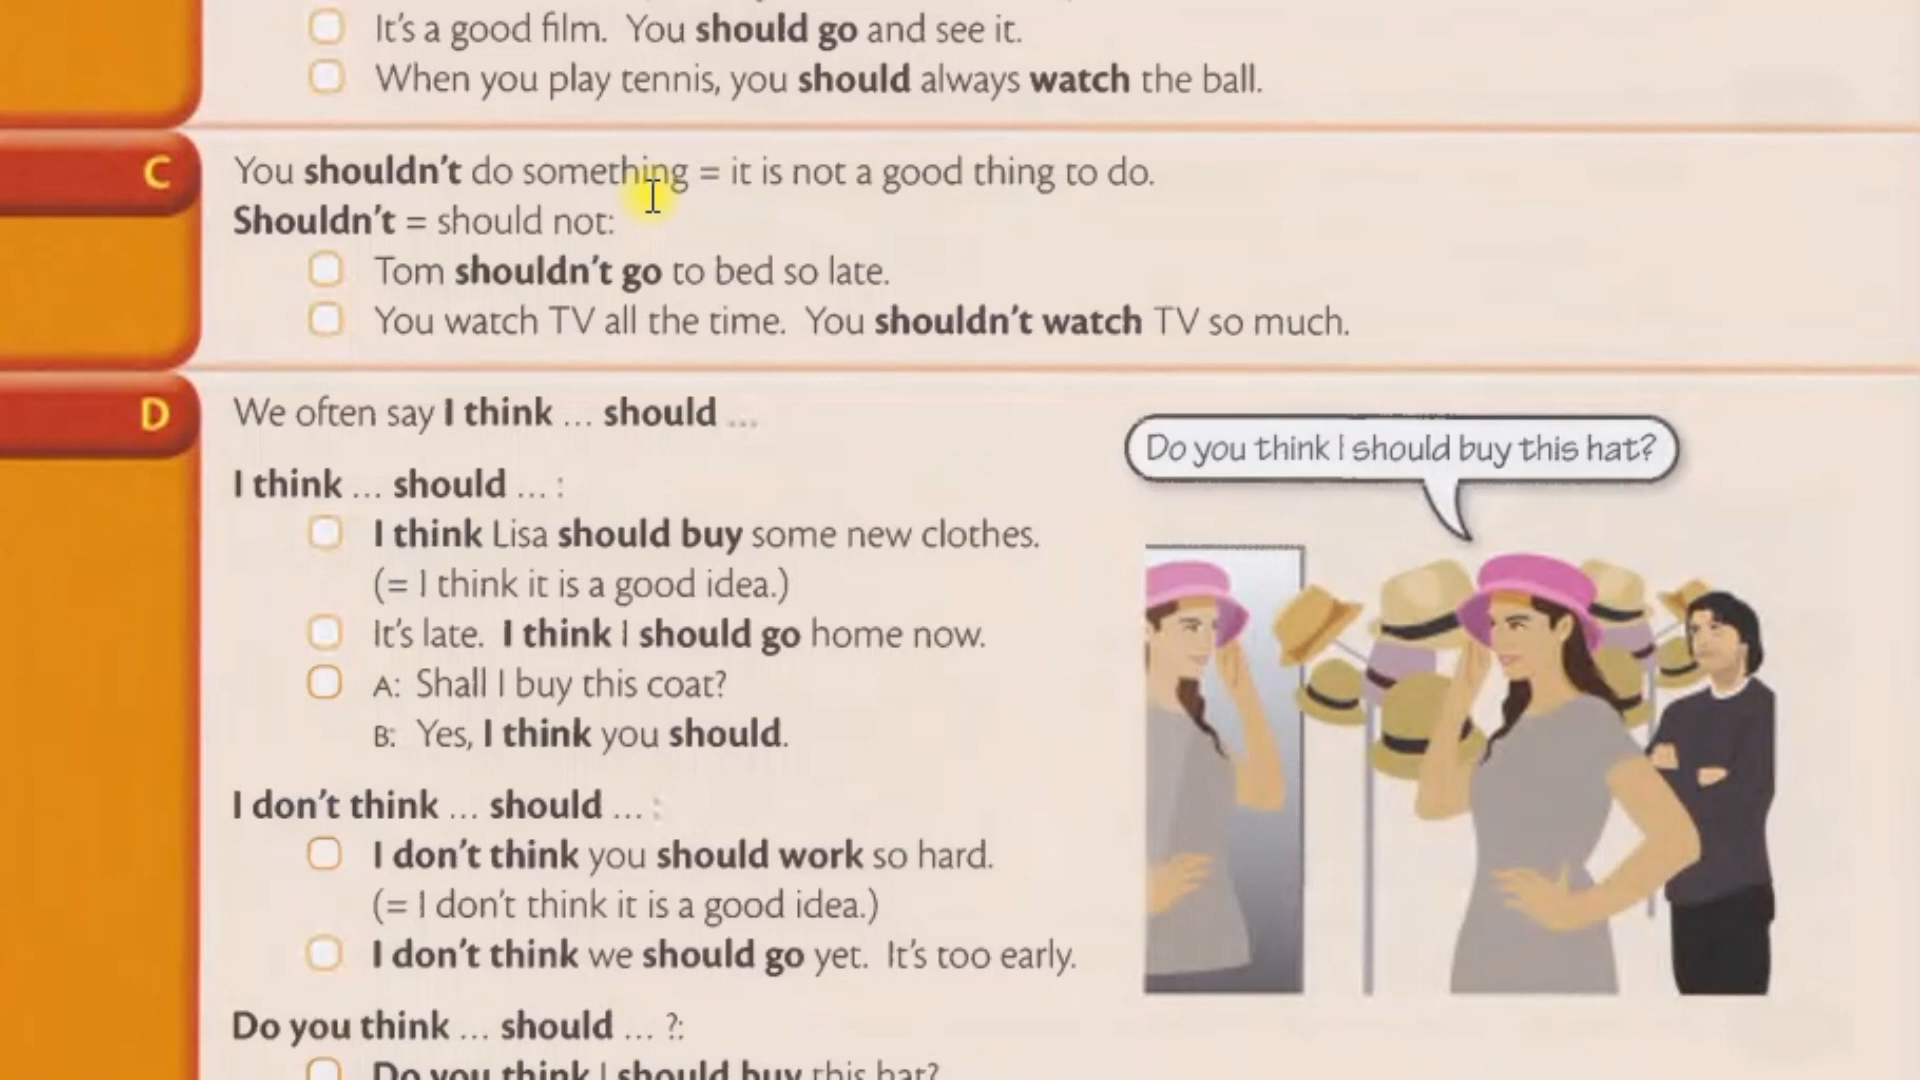 It's a good film. You should go and see it.
When you play tennis, you should always watch the ball.
C
You shouldn't do something = it is not a good thing to do.
Shouldn't = should not:
Tom shouldn't go to bed so late.
You watch TV all the time. You shouldn't watch TV so much.
D
We often say I think ... should ...
I think ... should ... :
I think Lisa should buy some new clothes.
(= I think it is a good idea.)
It's late. I think I should go home now.
A: Shall I buy this coat?
B: Yes, I think you should.
I don't think ... should ... :
I don't think you should work so hard.
(= I don't think it is a good idea.)
I don't think we should go yet. It's too early.
Do you think ... should ... ?:
Do you think I should buy this hat?
Do you think I should buy this hat?